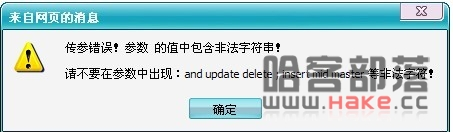 来自网页的消息
传参错误! 参数 的值中包含非法字符串!
请不要在参数中出现：and update delete ; insert mid master 等非法字符!
确定
哈客部落
www.Hake.cc